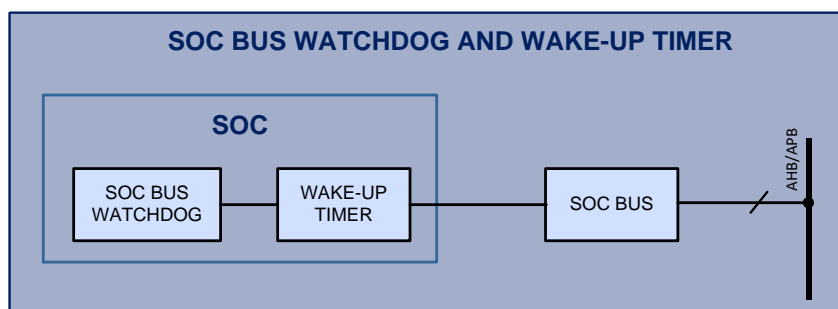 SOC BUS WATCHDOG AND WAKE-UP TIMER
SOC
SOC BUS
WATCHDOG
WAKE-UP
TIMER
SOC BUS
AHB/APB